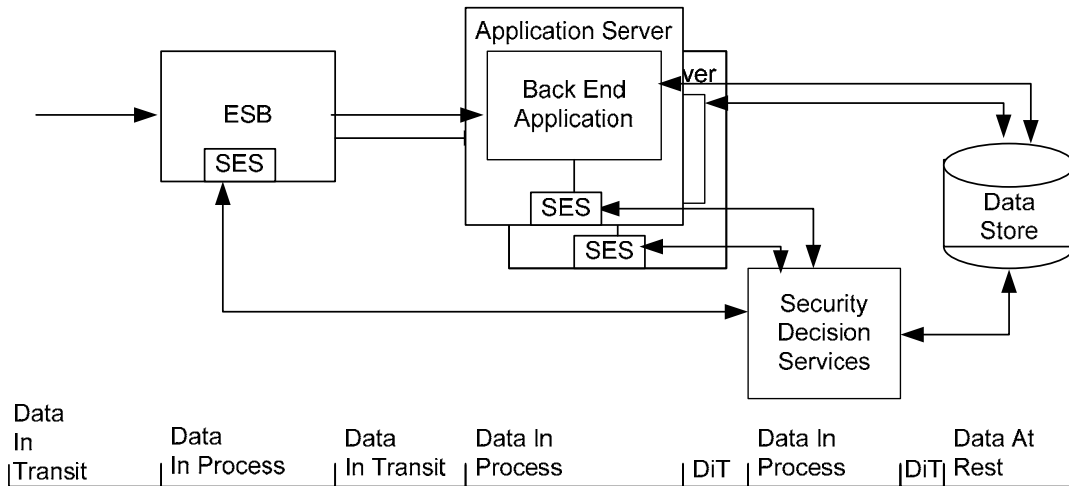 Application Server
ver
ESB
Back End
Application
SES
SES
SES
Data
Store
Security
Decision
Services
Data
In
Transit
Data
In Process
Data
In Transit
Data In
Process
DiT
Data In
Process
DiT
Data At
Rest